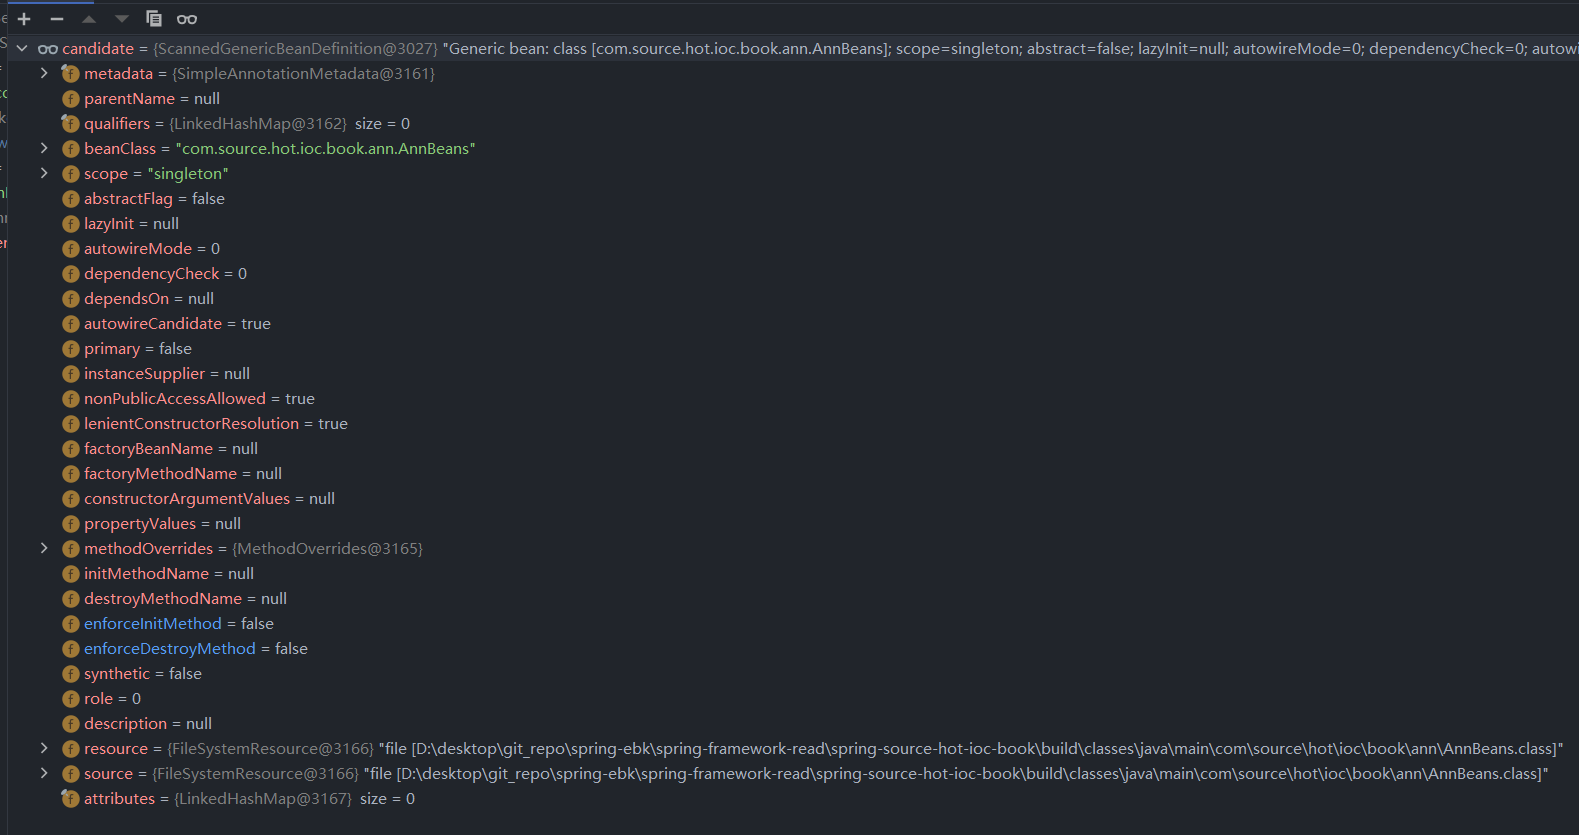 candidate = {ScannedGenericBeanDefinition@3027} "Generic bean: class [com.source.hot.ioc.book.ann.AnnBeans]; scope=singleton; abstract=false; lazyInit=null; autowireMode=0; dependencyCheck=0; autowi
metadata = {SimpleAnnotationMetadata@3161}
parentName = null
qualifiers = {LinkedHashMap@3162} size = 0
beanClass = "com.source.hot.ioc.book.ann.AnnBeans"
scope = "singleton"
abstractFlag = false
lazyInit = null
autowireMode = 0
dependencyCheck = 0
dependsOn = null
autowireCandidate = true
primary = false
instanceSupplier = null
nonPublicAccessAllowed = true
lenientConstructorResolution = true
factoryBeanName = null
factoryMethodName = null
constructorArgumentValues = null
propertyValues = null
methodOverrides = {MethodOverrides@3165}
initMethodName = null
destroyMethodName = null
enforceInitMethod = false
enforceDestroyMethod = false
synthetic = false
role = 0
description = null
resource = {FileSystemResource@3166} "file [D:\desktop\git_repo\spring-ebk\spring-framework-read\spring-source-hot-ioc-book\build\classes\java\main\com\source\hot\ioc\book\ann\AnnBeans.class]"
source = {FileSystemResource@3166} "file [D:\desktop\git_repo\spring-ebk\spring-framework-read\spring-source-hot-ioc-book\build\classes\java\main\com\source\hot\ioc\book\ann\AnnBeans.class]"
attributes = {LinkedHashMap@3167} size = 0